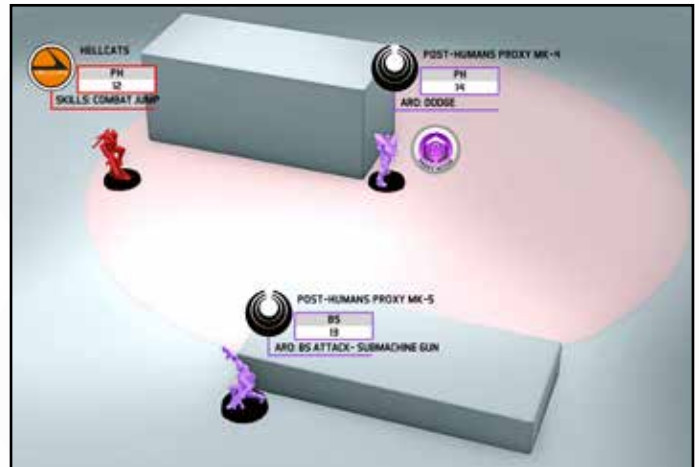 HELLCATS
PH
12
SKILLS: COMBAT JUMP
POST-HUMANS PROXY MK-4
PH
14
ARO: DODGE
POST-HUMANS PROXY MK-5
BS
13
ARO: BS ATTACK- SUBMACHINE GUN